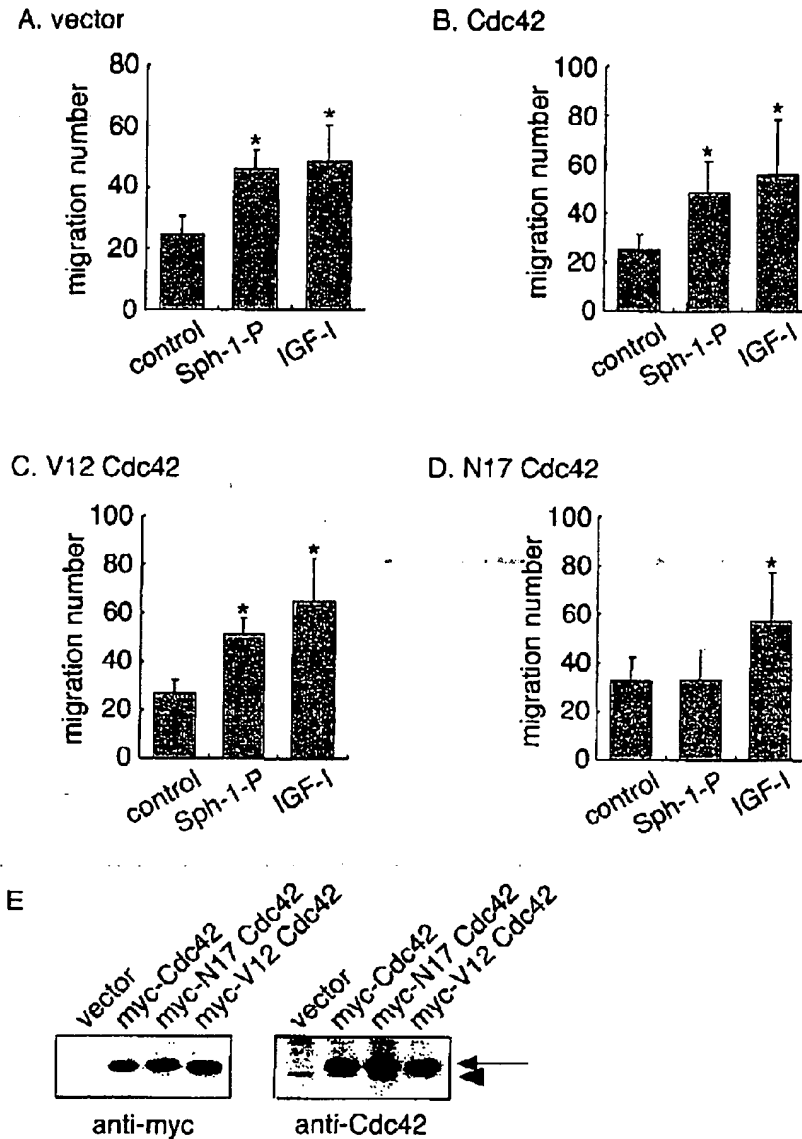 A. vector
migration number
80
60
40
20
0
control
Sph-1-P
*
IGF-I
*
B. Cdc42
migration number
100
80
60
40
20
0
control
Sph-1-P
*
IGF-I
*
C. V12 Cdc42
migration number
100
80
60
40
20
0
control
Sph-1-P
*
IGF-I
*
D. N17 Cdc42
migration number
100
80
60
40
20
0
control
Sph-1-P
IGF-I
*
E
vector
myc-Cdc42
myc-N17 Cdc42
myc-V12 Cdc42
anti-myc
vector
myc-Cdc42
myc-N17 Cdc42
myc-V12 Cdc42
anti-Cdc42